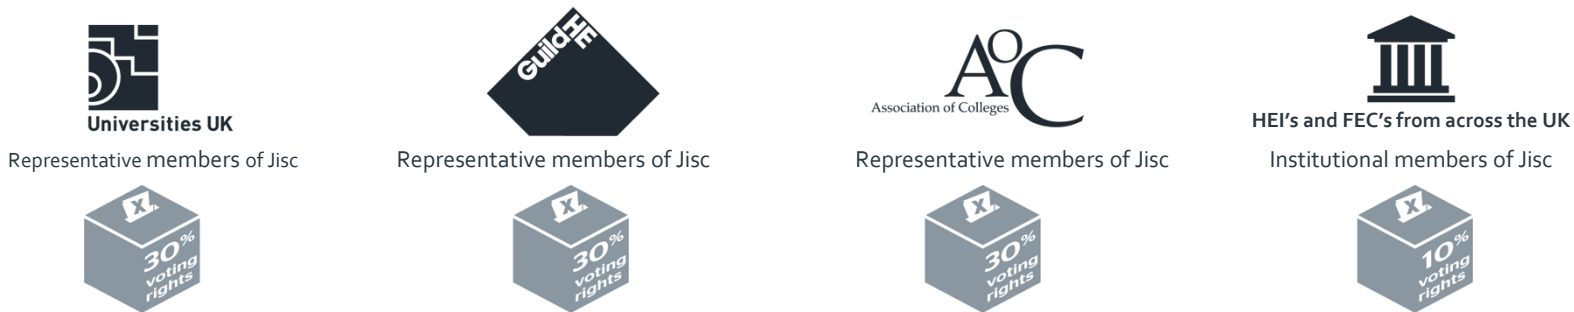 Universities UK
Representative members of Jisc
X
30%
voting
rights
GuildHE
Representative members of Jisc
X
30%
voting
rights
AoC
Association of Colleges
Representative members of Jisc
X
30%
voting
rights
HEI's and FEC's from across the UK
Institutional members of Jisc
X
10%
voting
rights